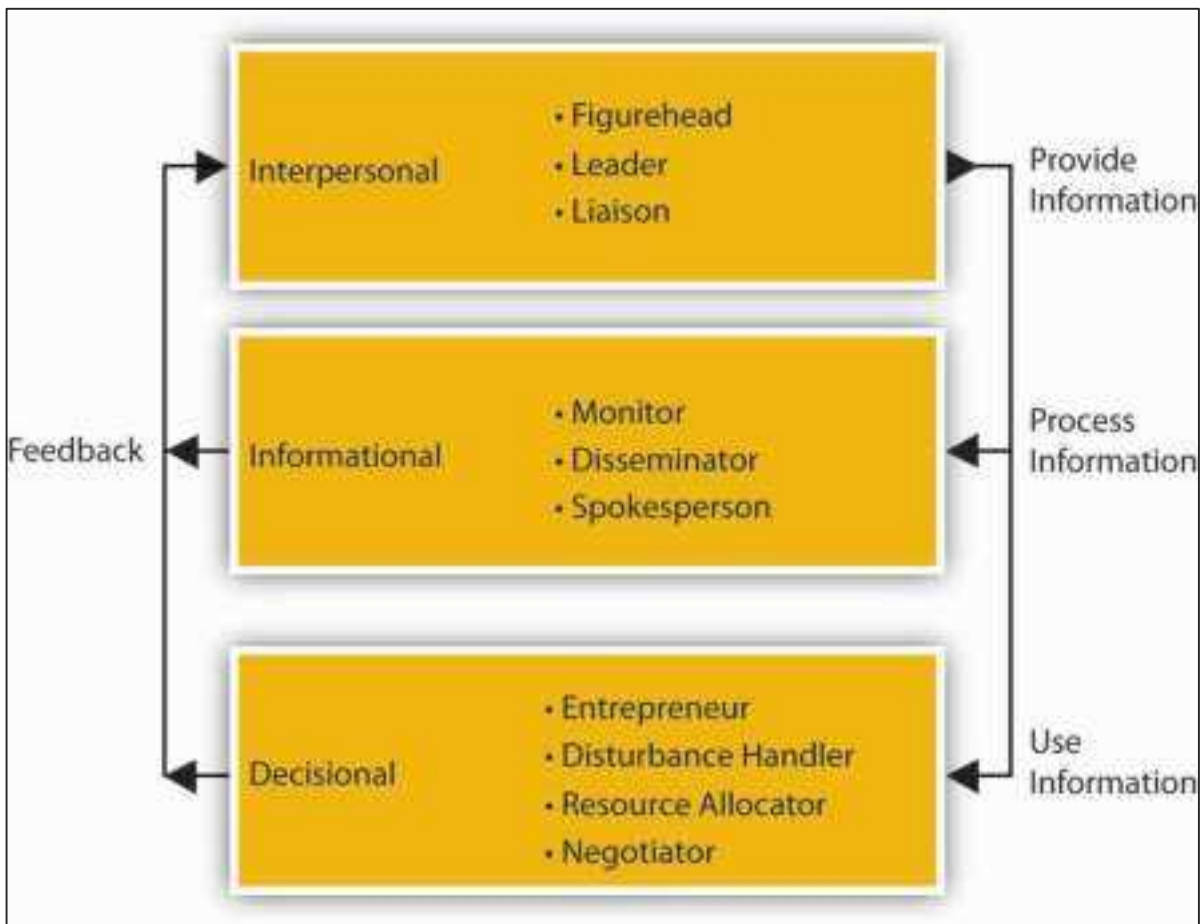 Interpersonal
• Figurehead
• Leader
• Liaison
Provide
Information
Feedback
Informational
• Monitor
• Disseminator
• Spokesperson
Process
Information
Decisional
• Entrepreneur
• Disturbance Handler
• Resource Allocator
• Negotiator
Use
Information